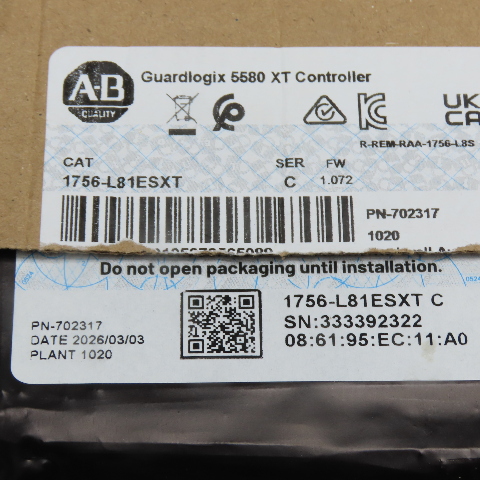 A-B
QUALITY
Guardlogix 5580 XT Controller
UK
CA
R-REM-RAA-1756-L8S
CAT SER FW
1756-L81ESXT C 1.072
PN-702317
1020
Do not open packaging until installation.
1756-L81ESXT C
SN:333392322
08:61:95:EC:11:A0
PN-702317
DATE 2026/03/03
PLANT 1020